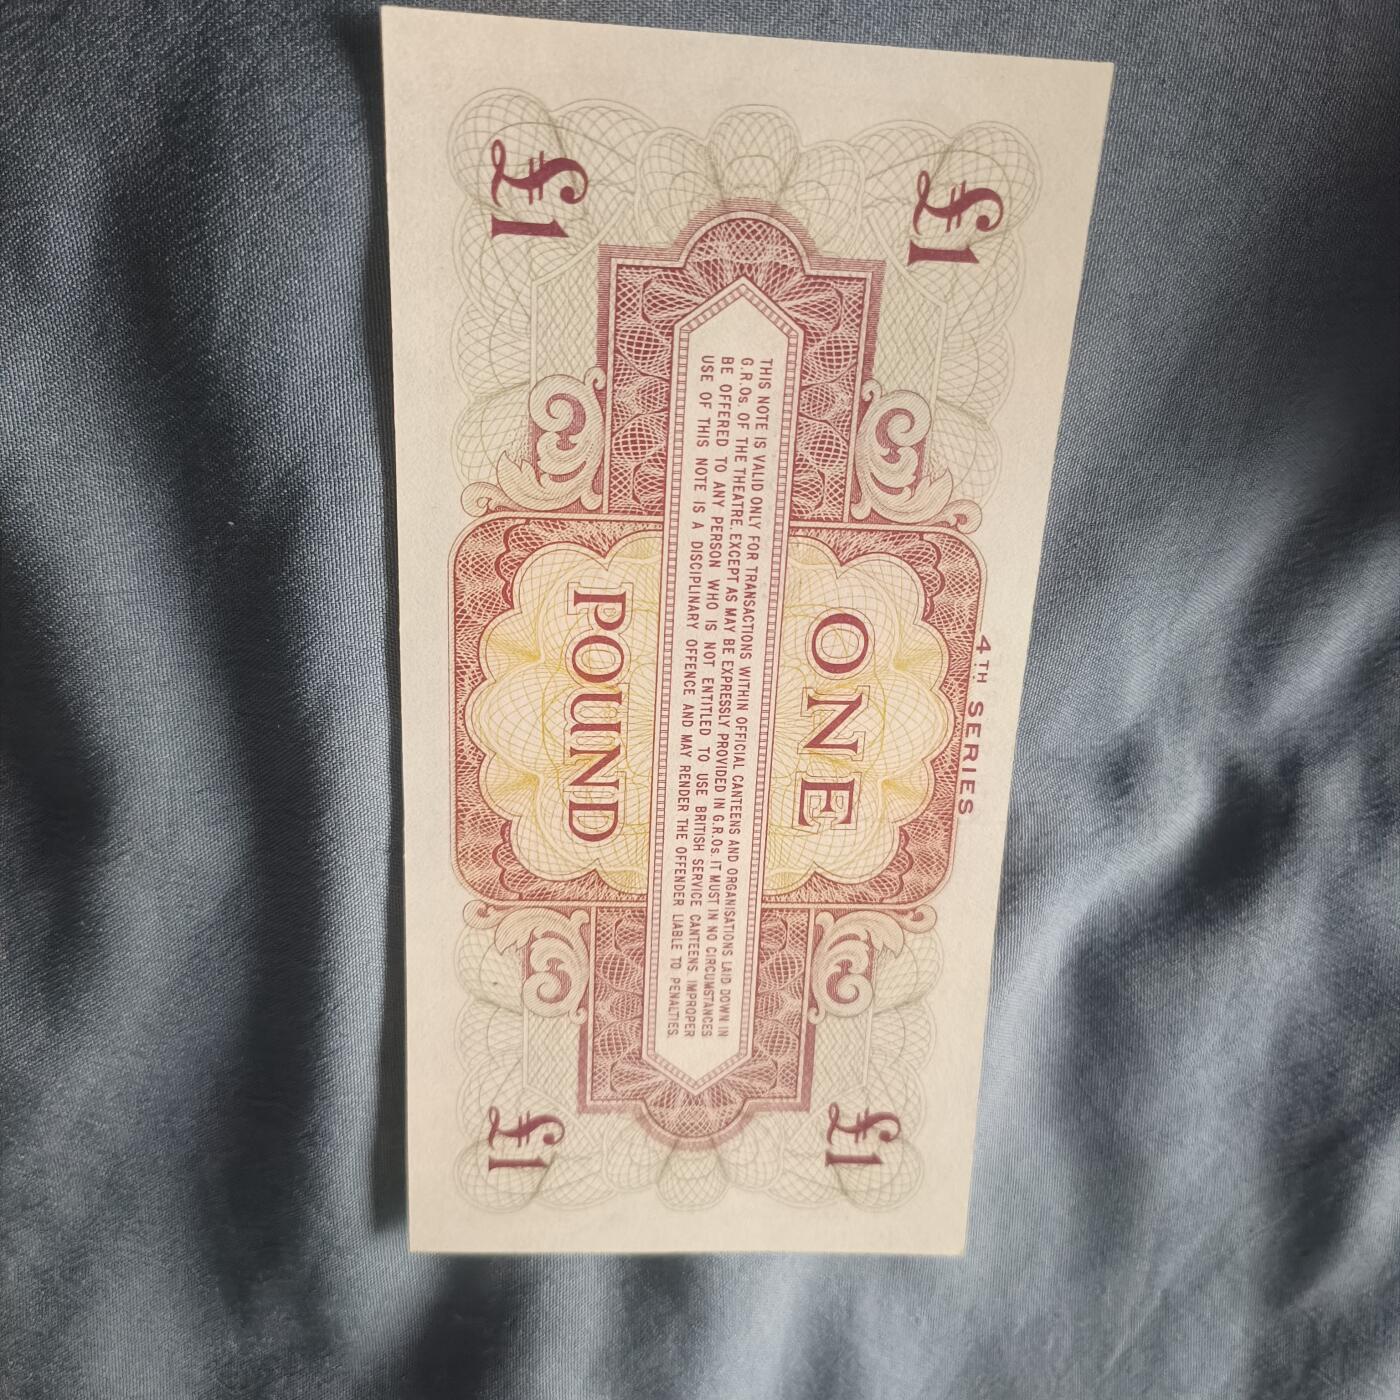 4TH SERIES
£1
£1
ONE
THIS NOTE IS VALID ONLY FOR TRANSACTIONS WITHIN OFFICIAL CANTEENS AND ORGANISATIONS LAID DOWN IN
G.R.Os. OF THE THEATRE. EXCEPT AS MAY BE EXPRESSLY PROVIDED IN G.R.Os. IT MUST IN NO CIRCUMSTANCES
BE OFFERED TO ANY PERSON WHO IS NOT ENTITLED TO USE BRITISH SERVICE CANTEENS. IMPROPER
USE OF THIS NOTE IS A DISCIPLINARY OFFENCE AND MAY RENDER THE OFFENDER LIABLE TO PENALTIES.
POUND
£1
£1